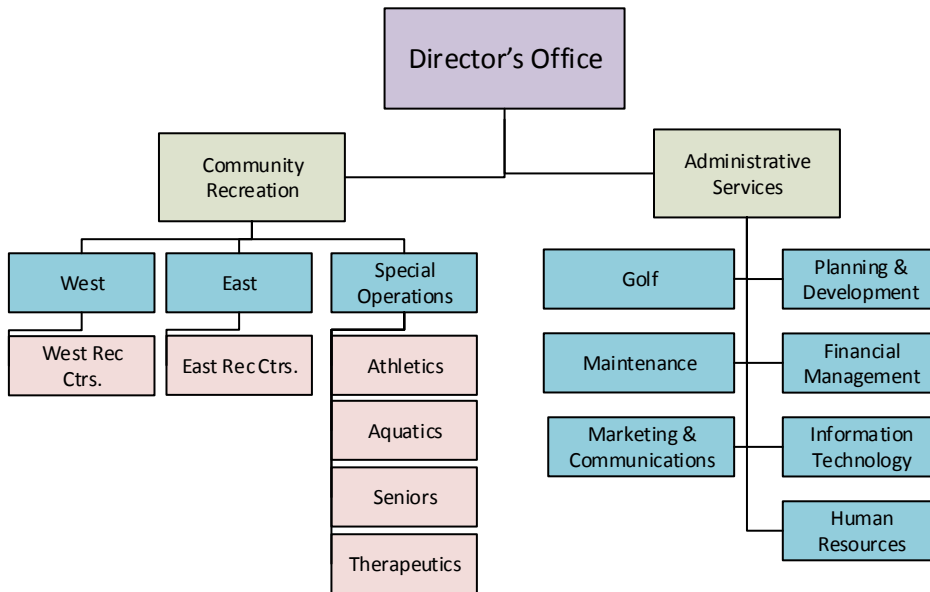 Director's Office
Community
Recreation
Administrative
Services
West
East
Special
Operations
West Rec
Ctrs.
East Rec Ctrs.
Athletics
Aquatics
Seniors
Therapeutics
Golf
Planning &
Development
Maintenance
Financial
Management
Marketing &
Communications
Information
Technology
Human
Resources